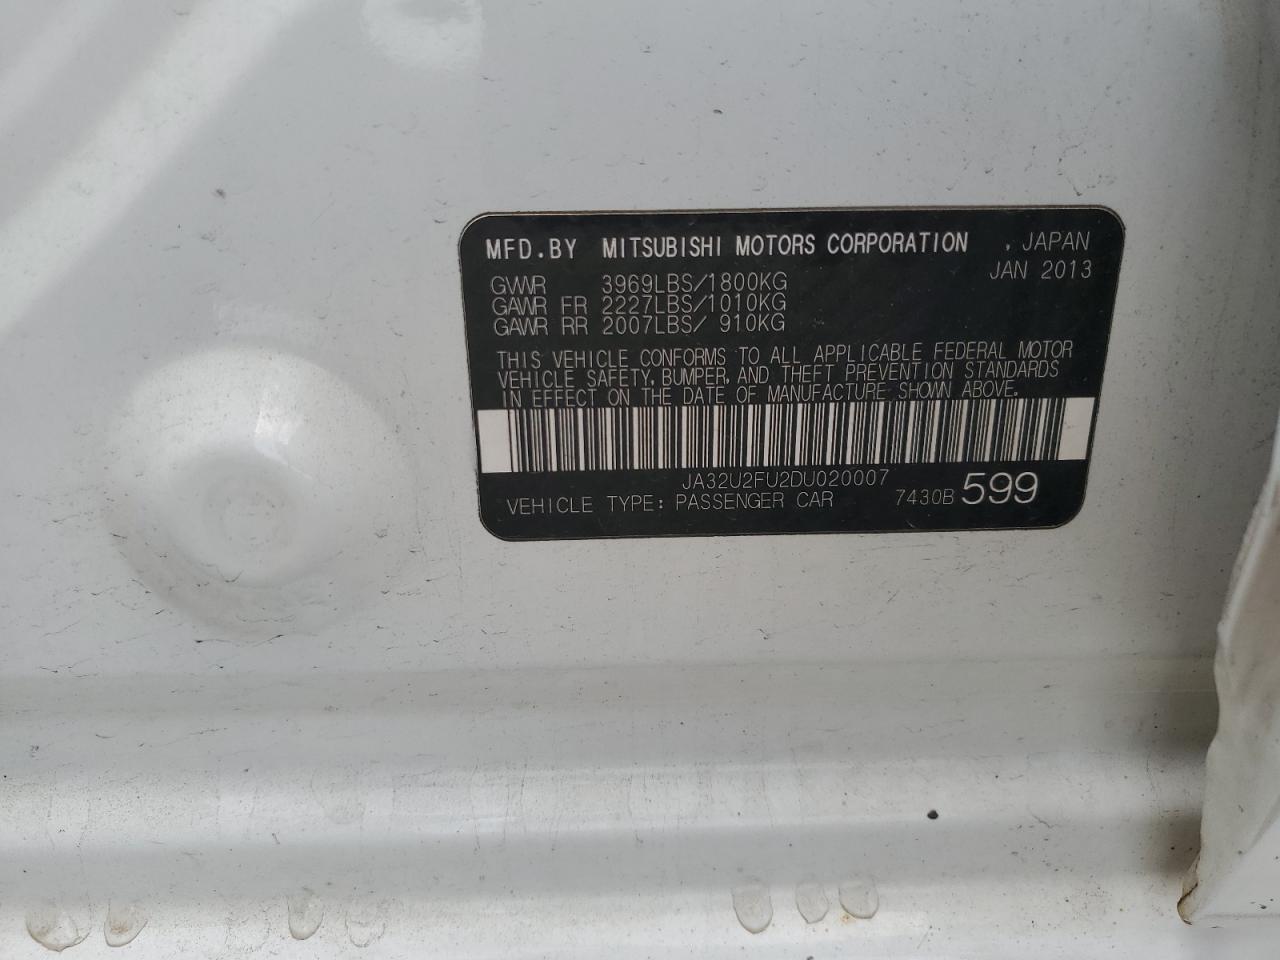 MFD.BY MITSUBISHI MOTORS CORPORATION , JAPAN
JAN 2013
GVWR 3969LBS/1800KG
GAWR FR 2227LBS/1010KG
GAWR RR 2007LBS/ 910KG
THIS VEHICLE CONFORMS TO ALL APPLICABLE FEDERAL MOTOR
VEHICLE SAFETY, BUMPER, AND THEFT PREVENTION STANDARDS
IN EFFECT ON THE DATE OF MANUFACTURE SHOWN ABOVE.
JA32U2FU2DU020007
VEHICLE TYPE: PASSENGER CAR 7430B 599